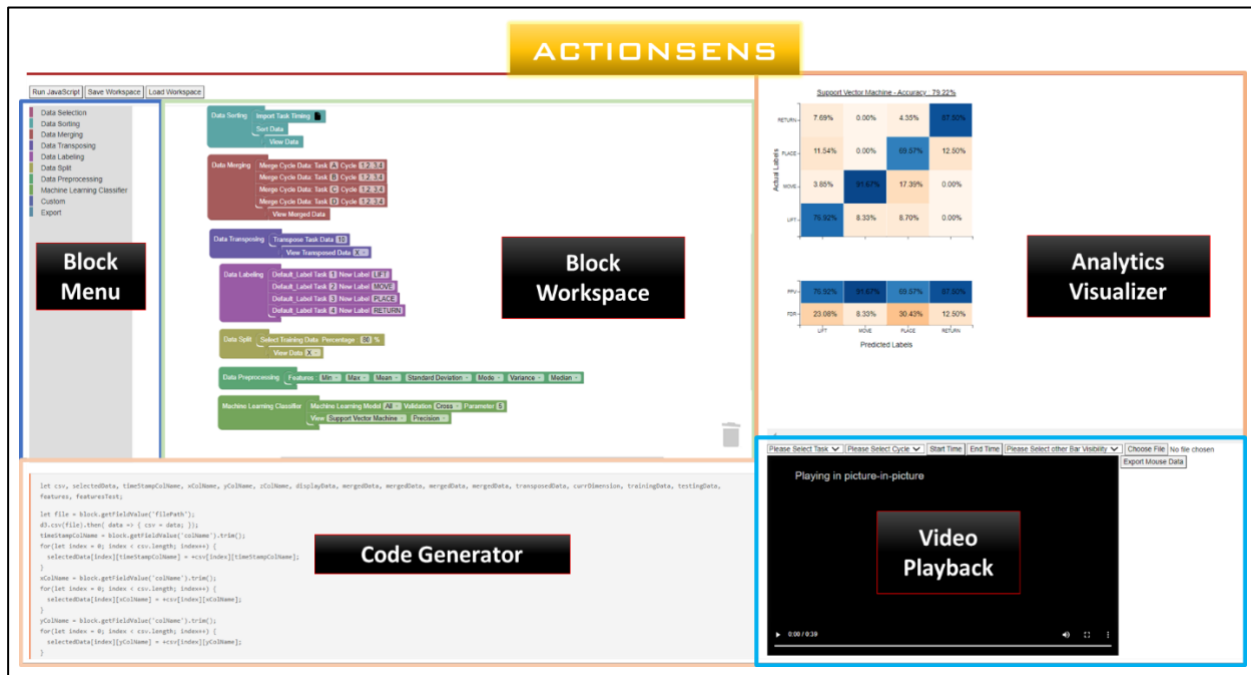 ACTIONSENS
Run JavaScript Save Workspace Load Workspace
Data Selection
Data Sorting
Data Merging
Data Transposing
Data Labeling
Data Split
Data Preprocessing
Machine Learning Classifier
Custom
Export
Block
Menu
Data Sorting Import Task Timing
Sort Data
View Data
Data Merging Merge Cycle Data: Task A Cycle 1,2,3,4
Merge Cycle Data: Task B Cycle 1,2,3,4
Merge Cycle Data: Task C Cycle 1,2,3,4
Merge Cycle Data: Task D Cycle 1,2,3,4
View Merged Data
Data Transposing Transpose Task Data 10
View Transposed Data X
Data Labeling Default_Label Task 1 New Label LIFT
Default_Label Task 2 New Label MOVE
Default_Label Task 3 New Label PLACE
Default_Label Task 4 New Label RETURN
Data Split Select Training Data Percentage %
View Data X
Data Preprocessing Features Min Max Mean Standard Deviation Mode Variance Median
Machine Learning Classifier Machine Learning Model All Validation Cross Parameter 5
View Support Vector Machine Precision
Block
Workspace
Support Vector Machine - Accuracy : 79.22%
Actual Labels
RETURN 7.69% 0.00% 4.35% 87.50%
PLACE 11.54% 0.00% 69.57% 12.50%
MOVE 3.85% 91.67% 17.39% 0.00%
LIFT 76.92% 8.33% 8.70% 0.00%
PPV 76.92% 91.67% 69.57% 87.50%
FDR 23.08% 8.33% 30.43% 12.50%
LIFT MOVE PLACE RETURN
Predicted Labels
Analytics
Visualizer
let csv, selectedData, timeStampColName, xColName, yColName, zColName, displayData, mergedData, mergedData, mergedData, mergedData, transposedData, currDimension, trainingData, testingData,
features, featuresTest;
let file = block.getFieldValue('filePath');
d3.csv(file).then( data => { csv = data; });
timeStampColName = block.getFieldValue('colName').trim();
for(let index = 0; index < csv.length; index++) {
selectedData[index][timeStampColName] = +csv[index][timeStampColName];
}
xColName = block.getFieldValue('colName').trim();
for(let index = 0; index < csv.length; index++) {
selectedData[index][xColName] = +csv[index][xColName];
}
yColName = block.getFieldValue('colName').trim();
for(let index = 0; index < csv.length; index++) {
selectedData[index][yColName] = +csv[index][yColName];
}
Code Generator
Please Select Task Please Select Cycle Start Time End Time Please Select other Bar Visibility Choose File No file chosen
Export Mouse Data
Playing in picture-in-picture
Video
Playback
0:00 / 0:39